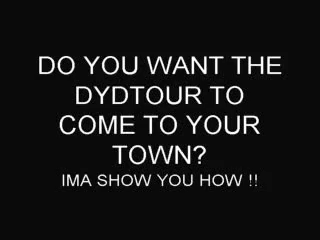 DO YOU WANT THE
DYDTOUR TO
COME TO YOUR
TOWN?
IMA SHOW YOU HOW !!